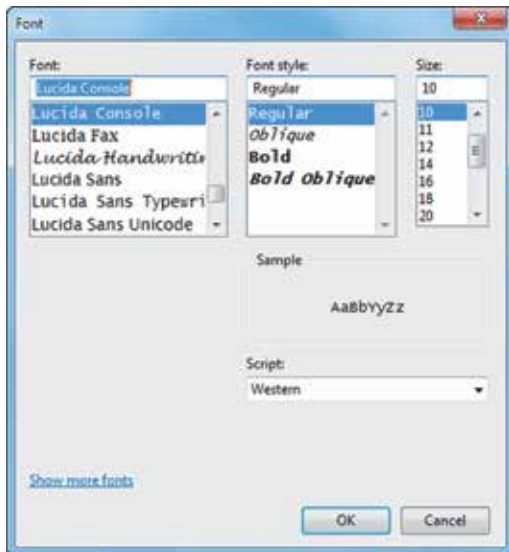 Font
Font:
Font style:
Size:
Lucida Console
Regular
10
Lucida Console
Lucida Fax
Lucida Handwritin
Lucida Sans
Lucida Sans Typewri
Lucida Sans Unicode
Regular
Oblique
Bold
Bold Oblique
10
11
12
14
16
18
20
Sample
AaBbYyZz
Script:
Western
Show more fonts
OK
Cancel